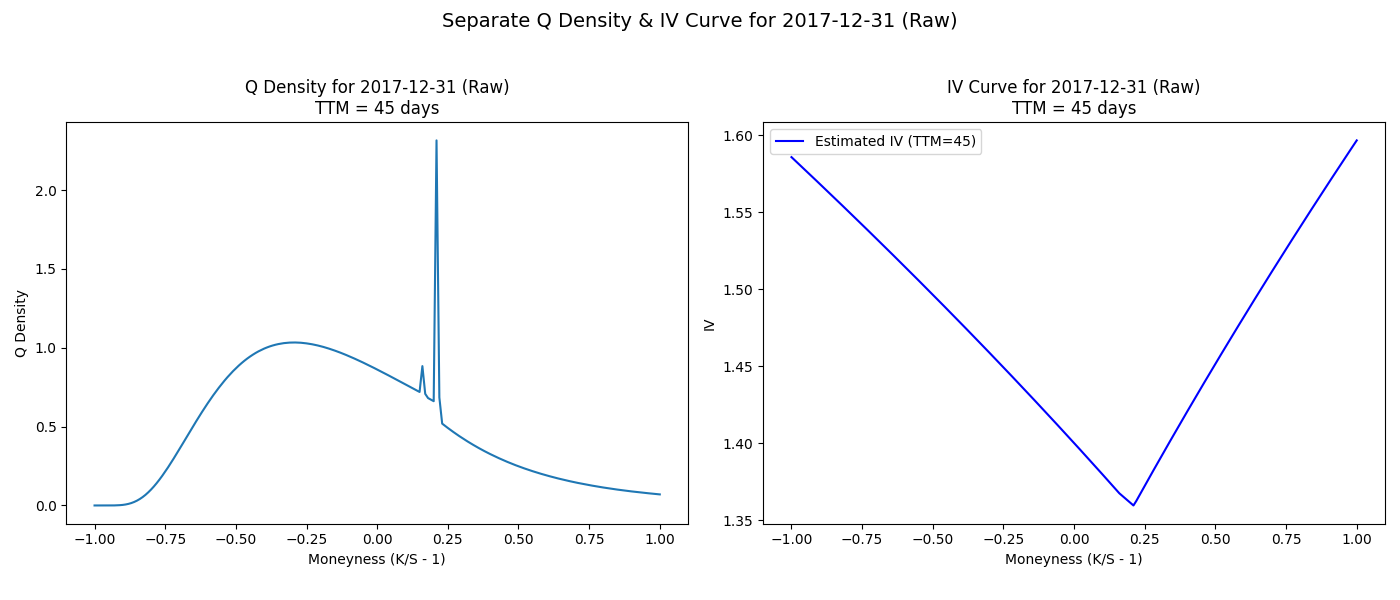 Separate Q Density & IV Curve for 2017-12-31 (Raw)
Q Density for 2017-12-31 (Raw)
TTM = 45 days
Q Density
2.0
1.5
1.0
0.5
0.0
−1.00 −0.75 −0.50 −0.25 0.00 0.25 0.50 0.75 1.00
Moneyness (K/S - 1)
IV Curve for 2017-12-31 (Raw)
TTM = 45 days
Estimated IV (TTM=45)
IV
1.60
1.55
1.50
1.45
1.40
1.35
−1.00 −0.75 −0.50 −0.25 0.00 0.25 0.50 0.75 1.00
Moneyness (K/S - 1)